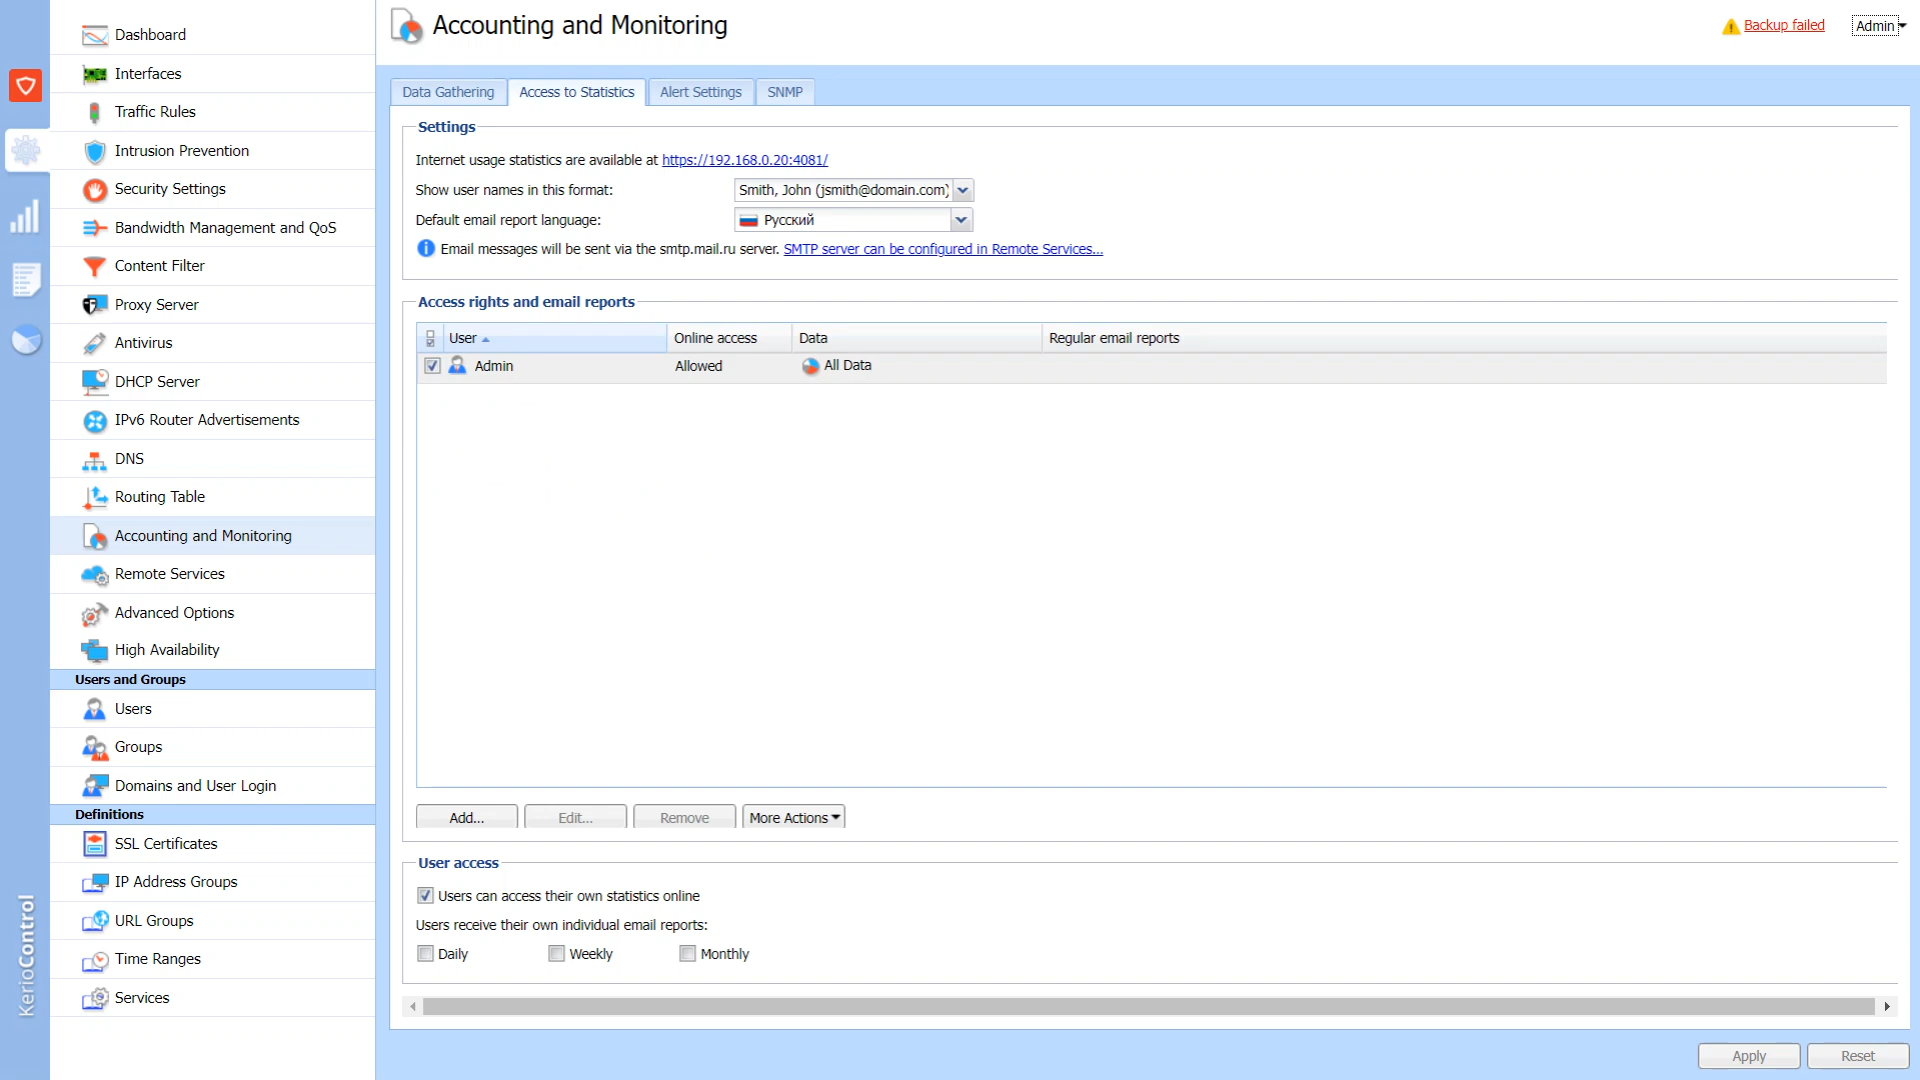 Accounting and Monitoring
Backup failed
Admin
Dashboard
Interfaces
Traffic Rules
Intrusion Prevention
Security Settings
Bandwidth Management and QoS
Content Filter
Proxy Server
Antivirus
DHCP Server
IPv6 Router Advertisements
DNS
Routing Table
Accounting and Monitoring
Remote Services
Advanced Options
High Availability
Users and Groups
Users
Groups
Domains and User Login
Definitions
SSL Certificates
IP Address Groups
URL Groups
Time Ranges
Services
KerioControl
Data Gathering
Access to Statistics
Alert Settings
SNMP
Settings
Internet usage statistics are available at https://192.168.0.20:4081/
Show user names in this format: Smith, John (jsmith@domain.com)
Default email report language: Русский
Email messages will be sent via the smtp.mail.ru server. SMTP server can be configured in Remote Services...
Access rights and email reports
User Online access Data Regular email reports
Admin Allowed All Data
Add... Edit... Remove More Actions
User access
Users can access their own statistics online
Users receive their own individual email reports:
Daily Weekly Monthly
Apply Reset